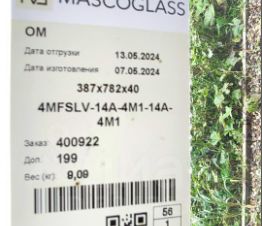 MASCOGLASS
ОМ
Дата отгрузки 13.05.2024
Дата изготовления 07.05.2024
387x782x40
4MFSLV-14A-4M1-14A-
4M1
Заказ: 400922
Доп. 199
Вес (кг): 9,09
56
1